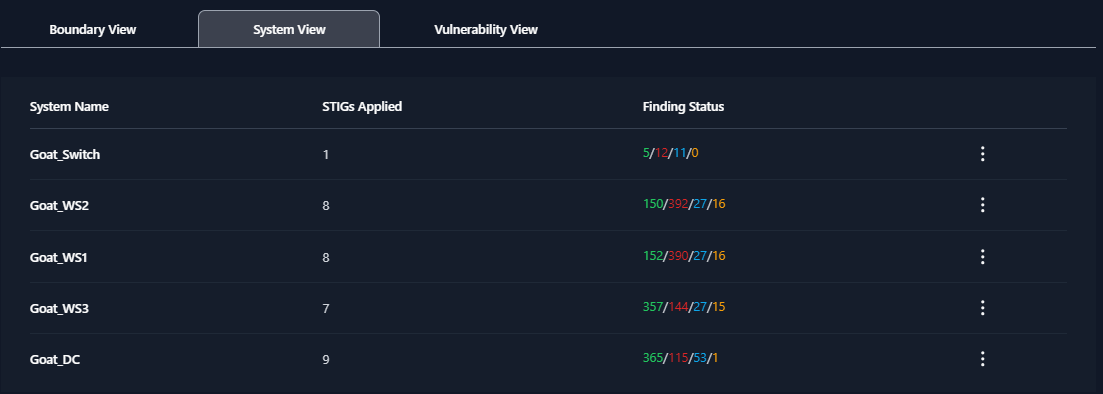 Boundary View System View Vulnerability View
System Name STIGs Applied Finding Status
Goat_Switch 1 5/12/11/0
Goat_WS2 8 150/392/27/16
Goat_WS1 8 152/390/27/16
Goat_WS3 7 357/144/27/15
Goat_DC 9 365/115/53/1